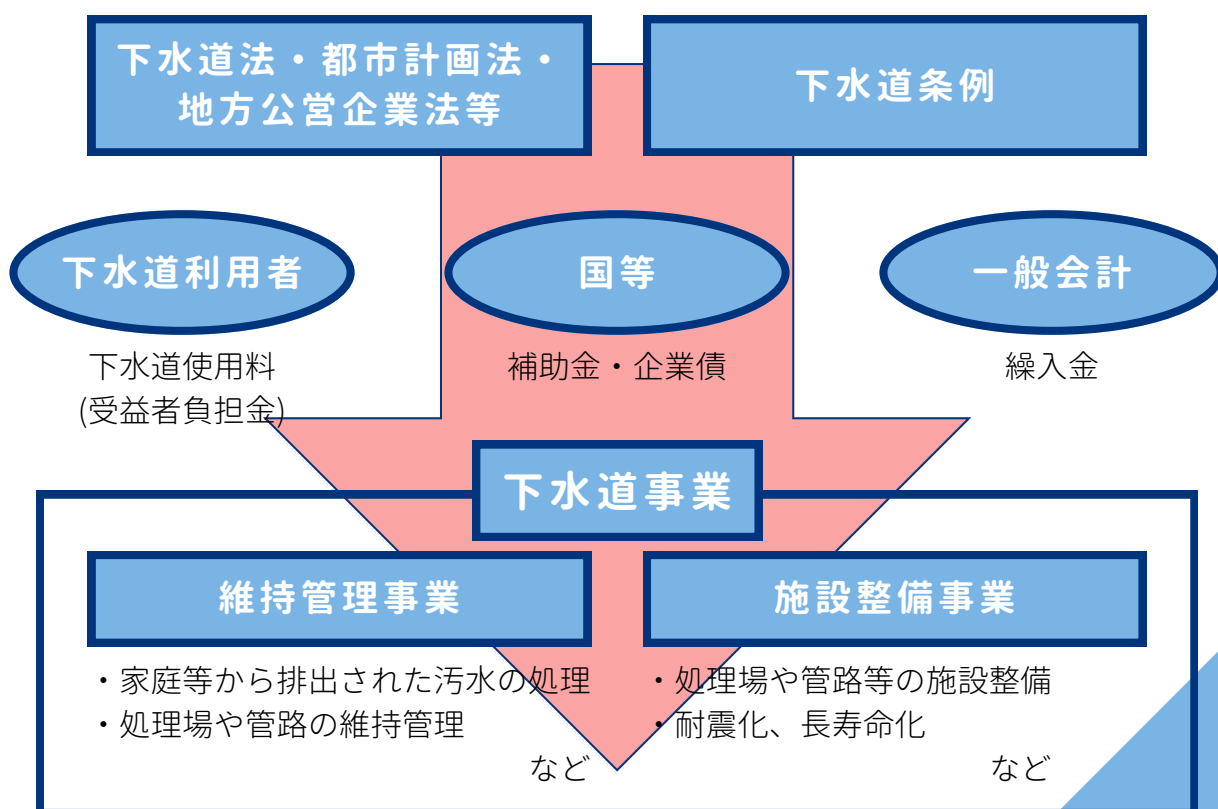 下水道法・都市計画法・
地方公営企業法等
下水道条例
下水道利用者
国等
一般会計
下水道使用料
(受益者負担金)
補助金・企業債
繰入金
下水道事業
維持管理事業
施設整備事業
・家庭等から排出された汚水の処理
・処理場や管路の維持管理
など
・処理場や管路等の施設整備
・耐震化、長寿命化
など